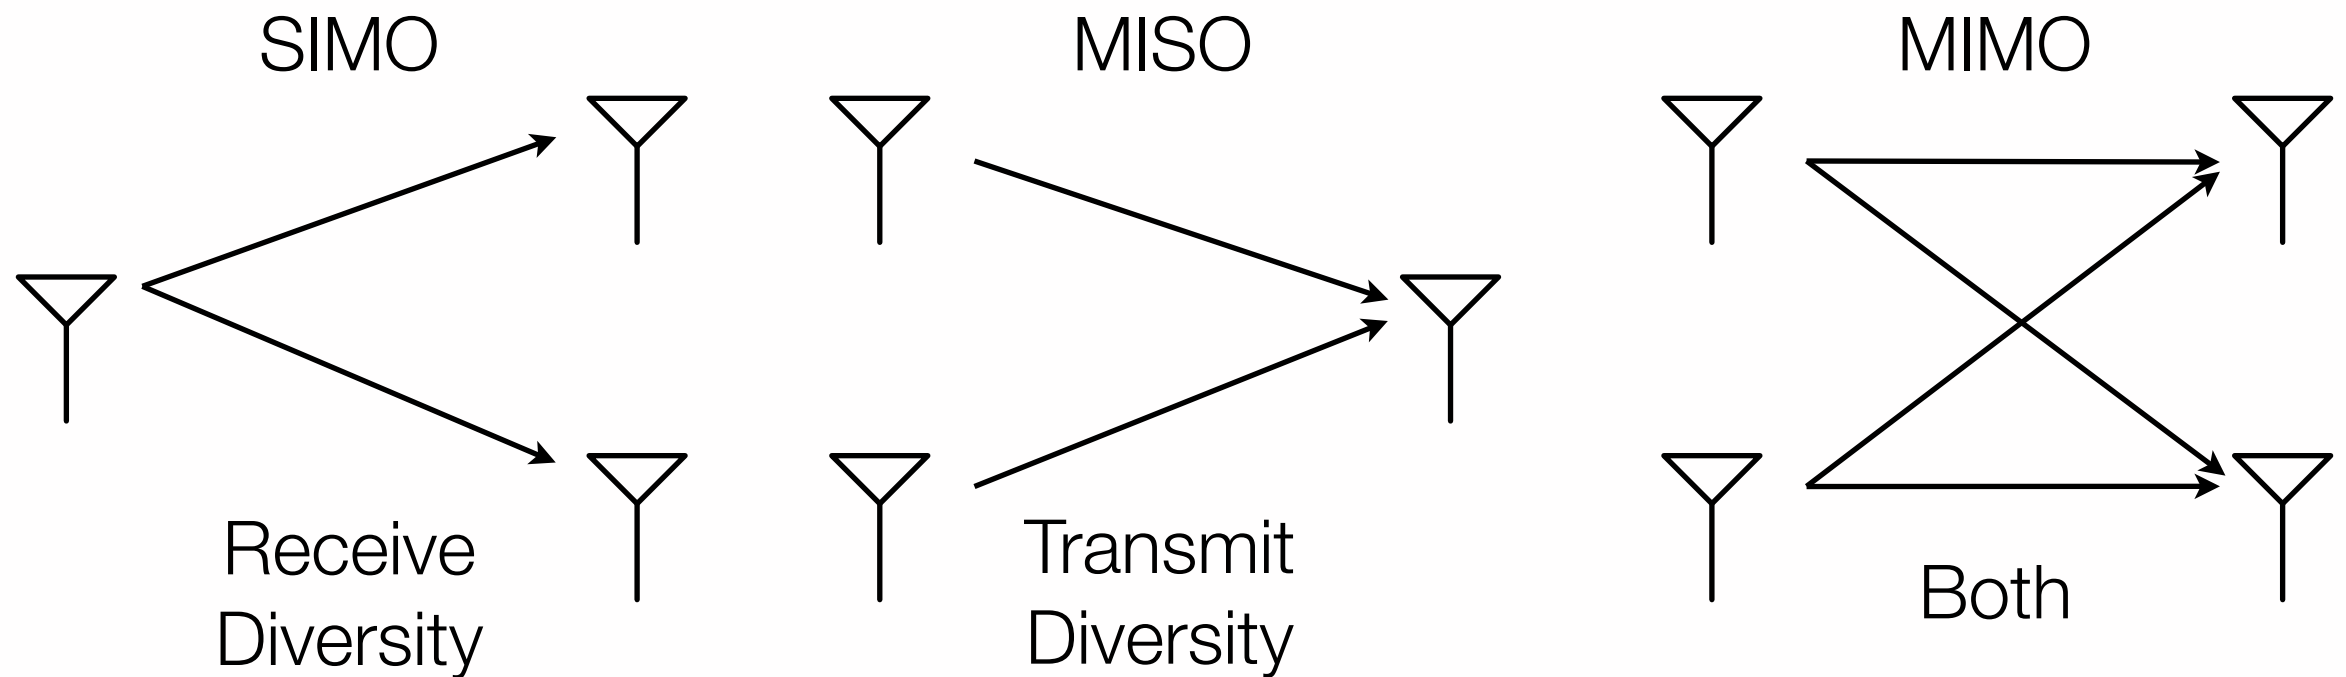 SIMO
Receive
Diversity
MISO
Transmit
Diversity
MIMO
Both